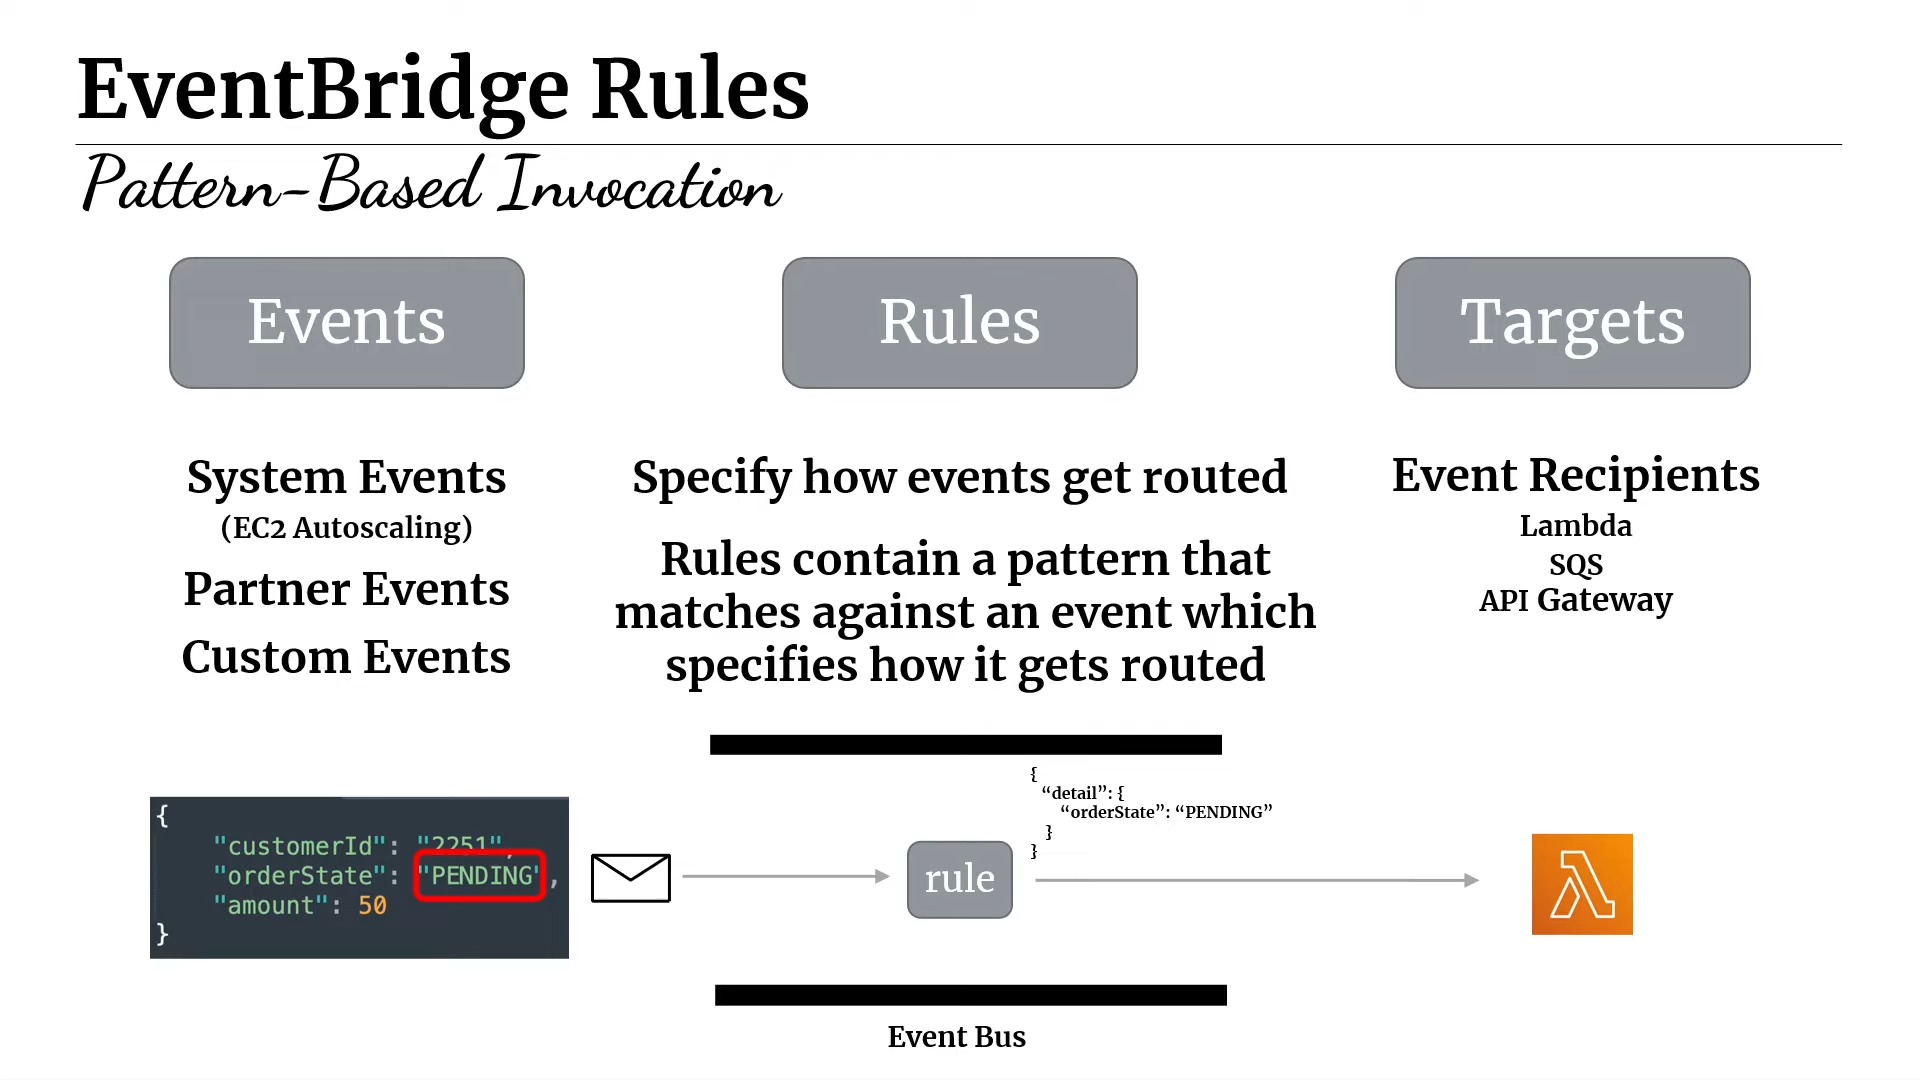 EventBridge Rules
Pattern-Based Invocation
Events
Rules
Targets
System Events
(EC2 Autoscaling)
Partner Events
Custom Events
Specify how events get routed
Rules contain a pattern that
matches against an event which
specifies how it gets routed
Event Recipients
Lambda
SQS
API Gateway
{
"customerId": "2251",
"orderState": "PENDING",
"amount": 50
}
rule
{
“detail”: {
“orderState”: “PENDING”
}
}
Event Bus